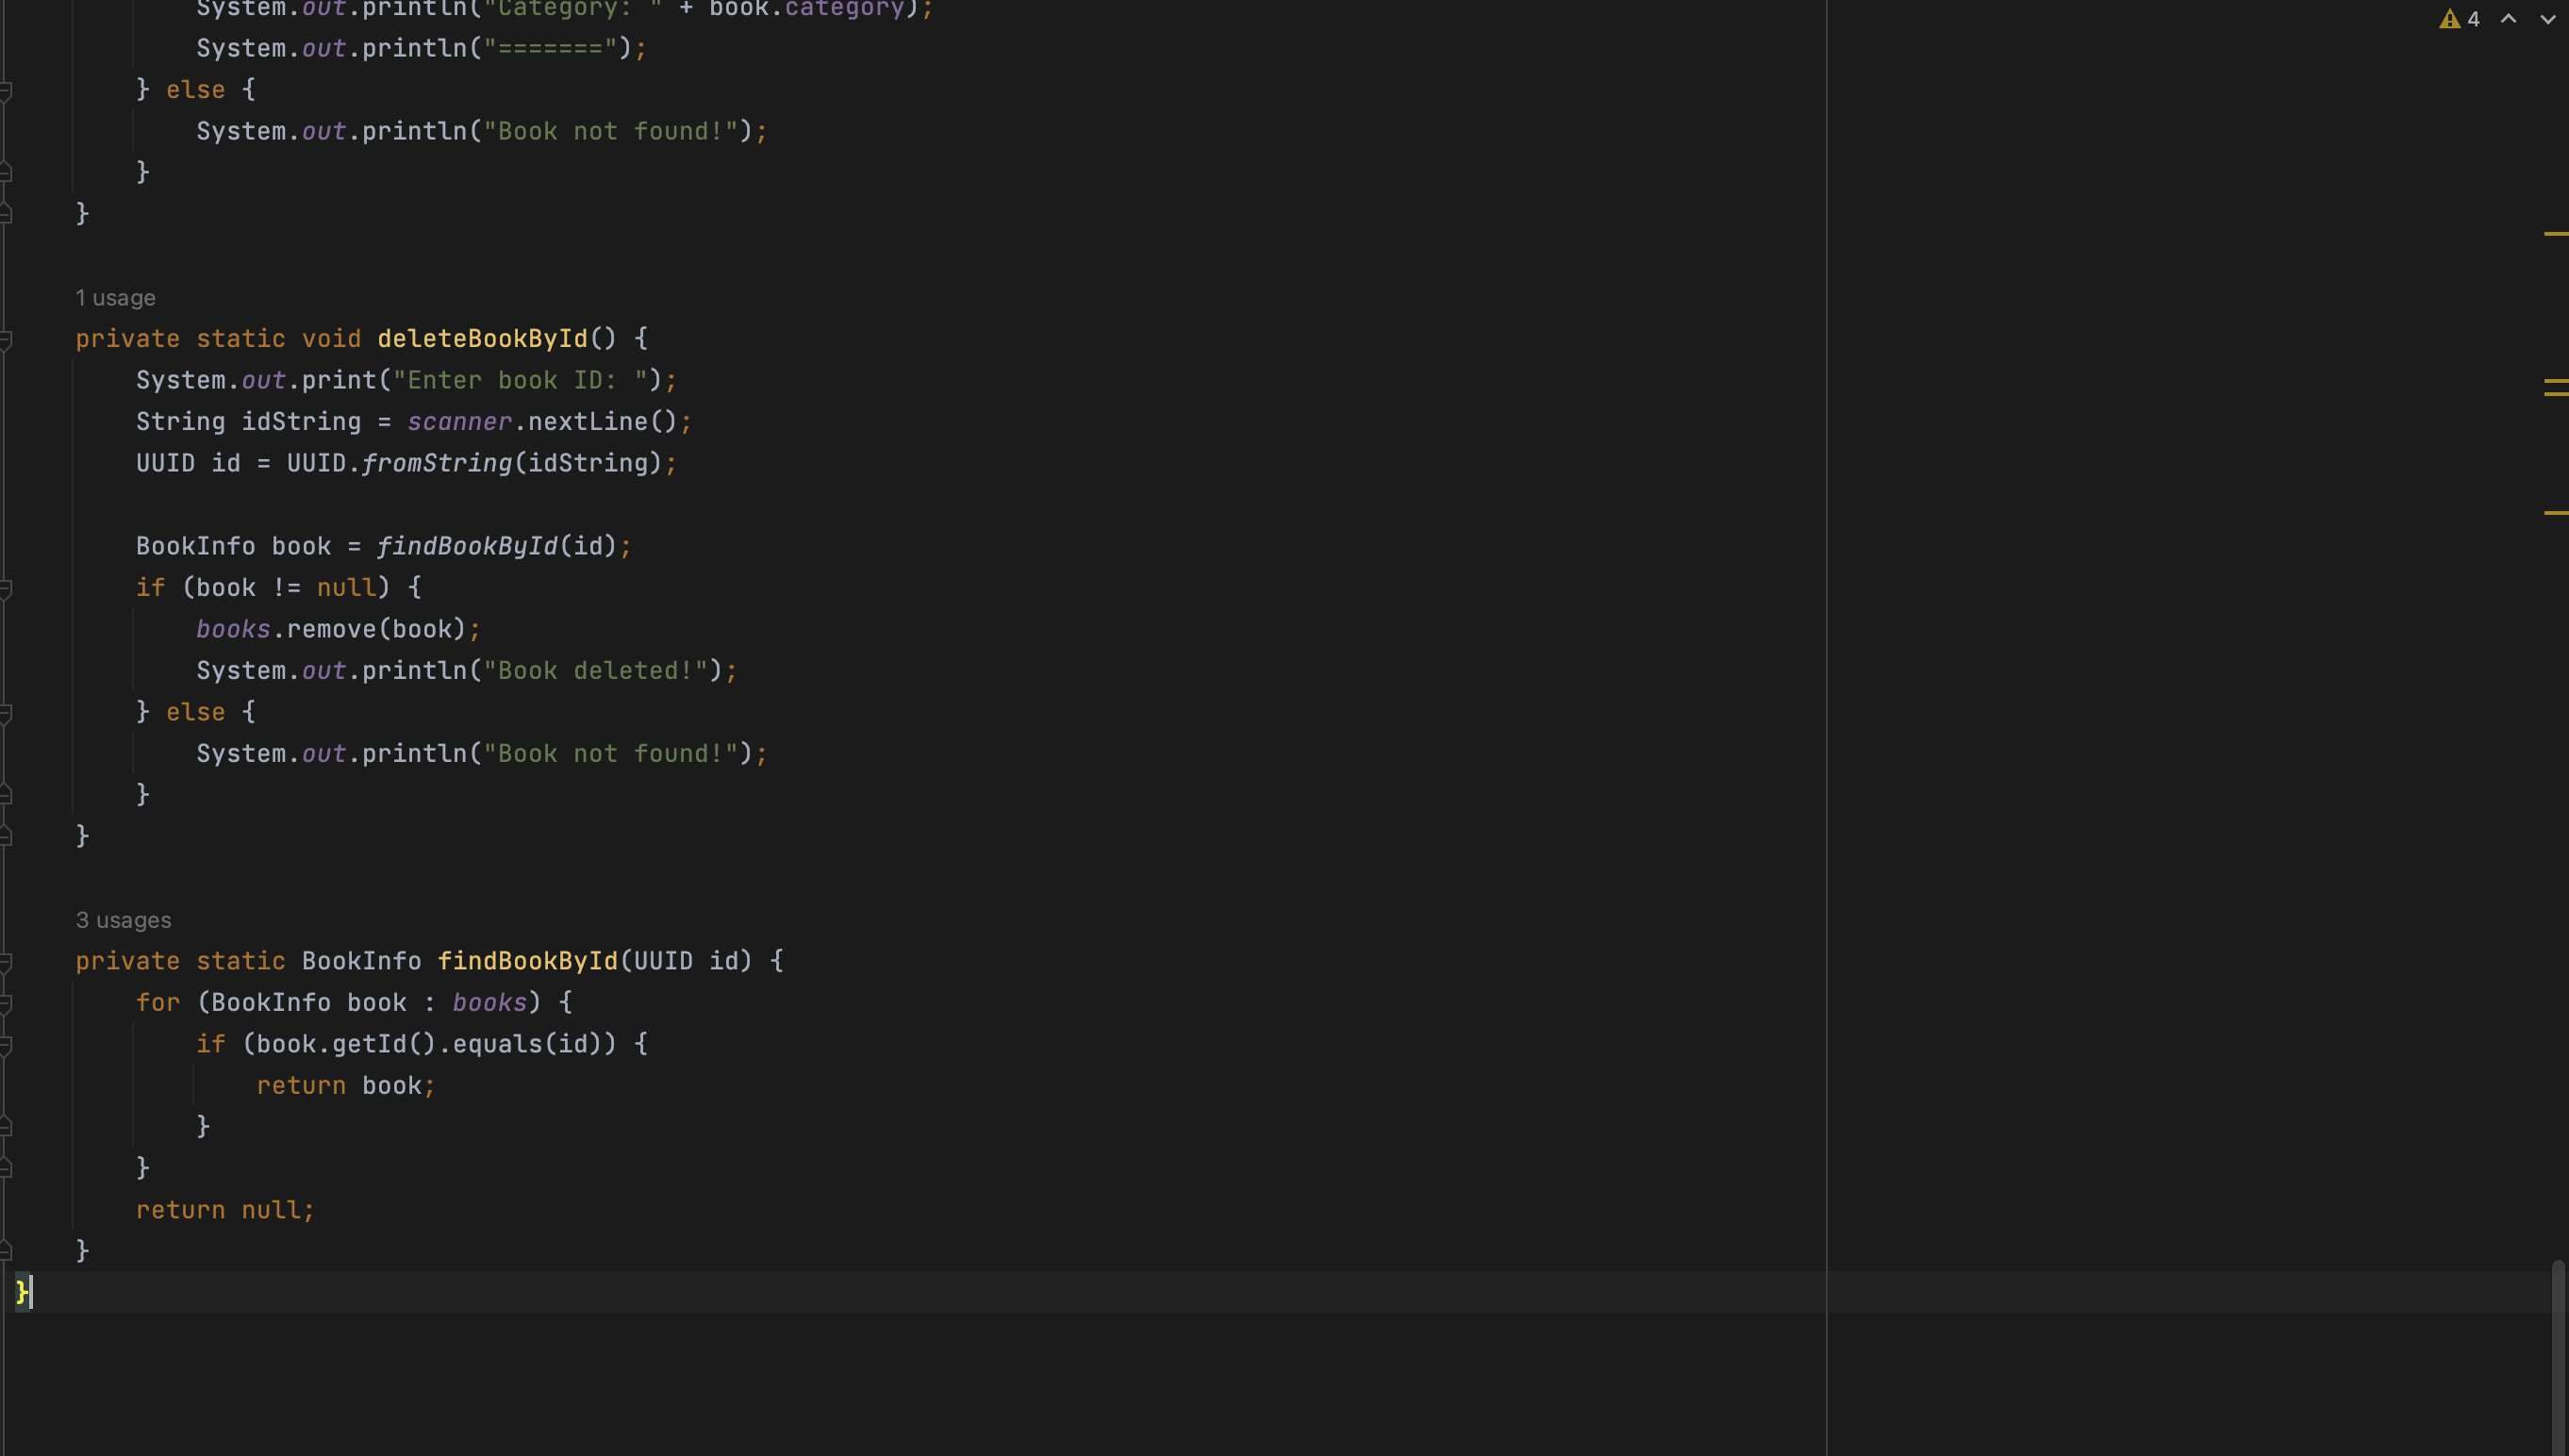 System.out.println("Category: " + book.category);
System.out.println("=======");
} else {
System.out.println("Book not found!");
}
}
1 usage
private static void deleteBookById() {
System.out.print("Enter book ID: ");
String idString = scanner.nextLine();
UUID id = UUID.fromString(idString);
BookInfo book = findBookById(id);
if (book != null) {
books.remove(book);
System.out.println("Book deleted!");
} else {
System.out.println("Book not found!");
}
}
3 usages
private static BookInfo findBookById(UUID id) {
for (BookInfo book : books) {
if (book.getId().equals(id)) {
return book;
}
}
return null;
}
}
4